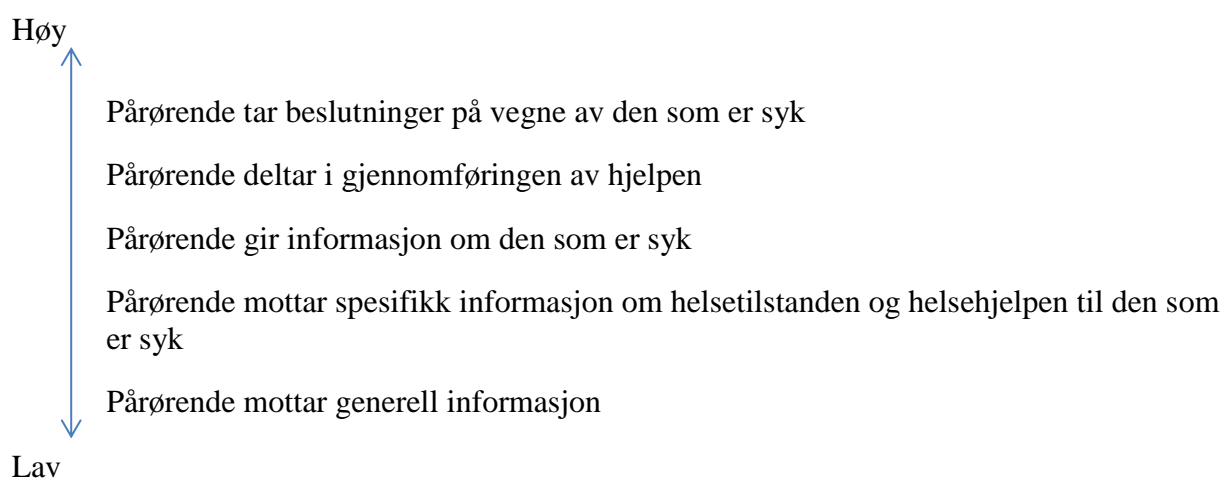 Høy
Pårørende tar beslutninger på vegne av den som er syk
Pårørende deltar i gjennomføringen av hjelpen
Pårørende gir informasjon om den som er syk
Pårørende mottar spesifikk informasjon om helsetilstanden og helsehjelpen til den som
er syk
Pårørende mottar generell informasjon
Lav